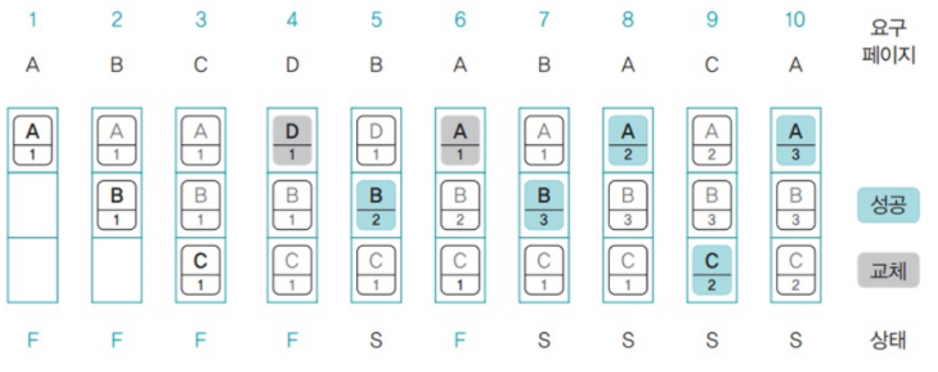 1 2 3 4 5 6 7 8 9 10
요구
페이지
A B C D B A B A C A
A A A D D A A A A A
1 1 1 1 1 1 1 2 2 3
B B B B B B B B B
1 1 1 2 2 3 3 3 3
성공
C C C C C C C C
1 1 1 1 1 1 2 2
교체
F F F F S F S S S S
상태